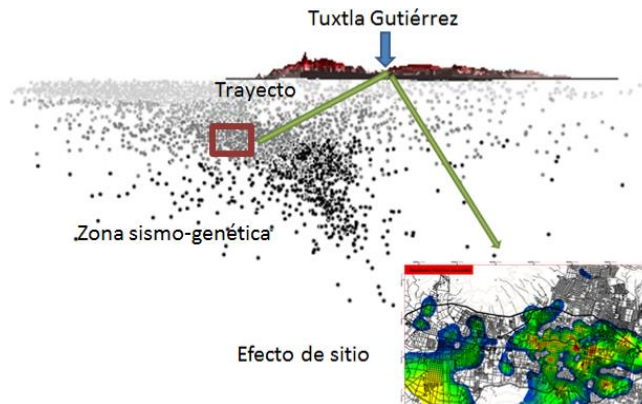 Tuxtla Gutiérrez
Trayecto
Zona sismo-genética
Efecto de sitio